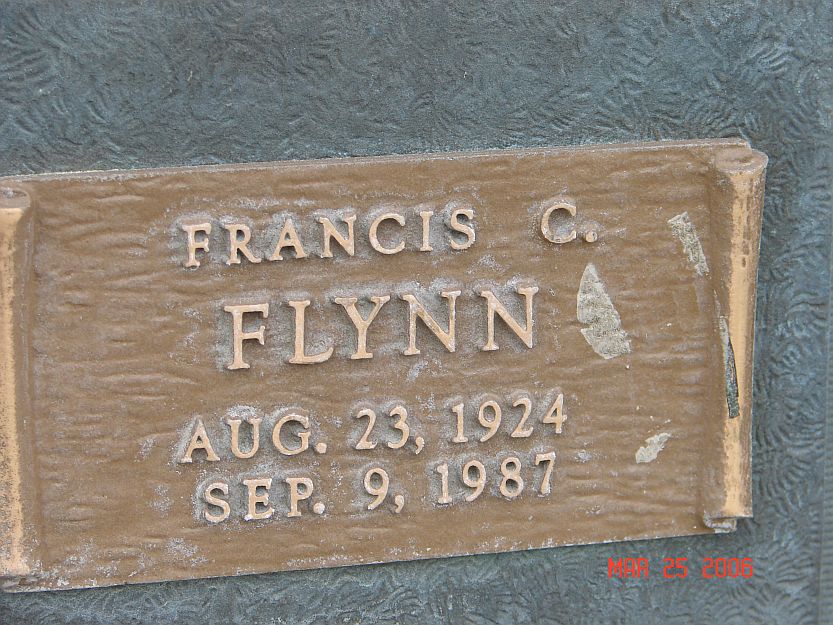 FRANCIS C.
FLYNN
AUG. 23, 1924
SEP. 9, 1987
MAR 25 2006